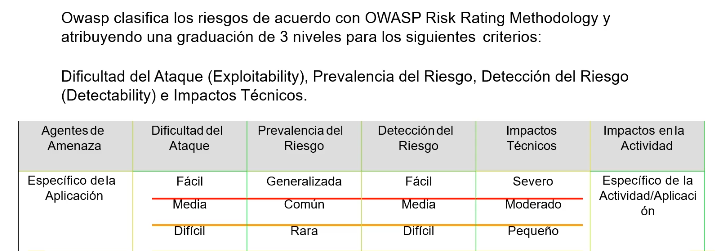 Owasp clasifica los riesgos de acuerdo con OWASP Risk Rating Methodology y
atribuyendo una graduación de 3 niveles para los siguientes criterios:
Dificultad del Ataque (Exploitability), Prevalencia del Riesgo, Detección del Riesgo
(Detectability) e Impactos Técnicos.
Agentes de Amenaza Dificultad del Ataque Prevalencia del Riesgo Detección del Riesgo Impactos Técnicos Impactos en la Actividad
Específico de la Aplicación Fácil Generalizada Fácil Severo Específico de la Actividad/Aplicaci ón
Media Común Media Moderado
Difícil Rara Difícil Pequeño